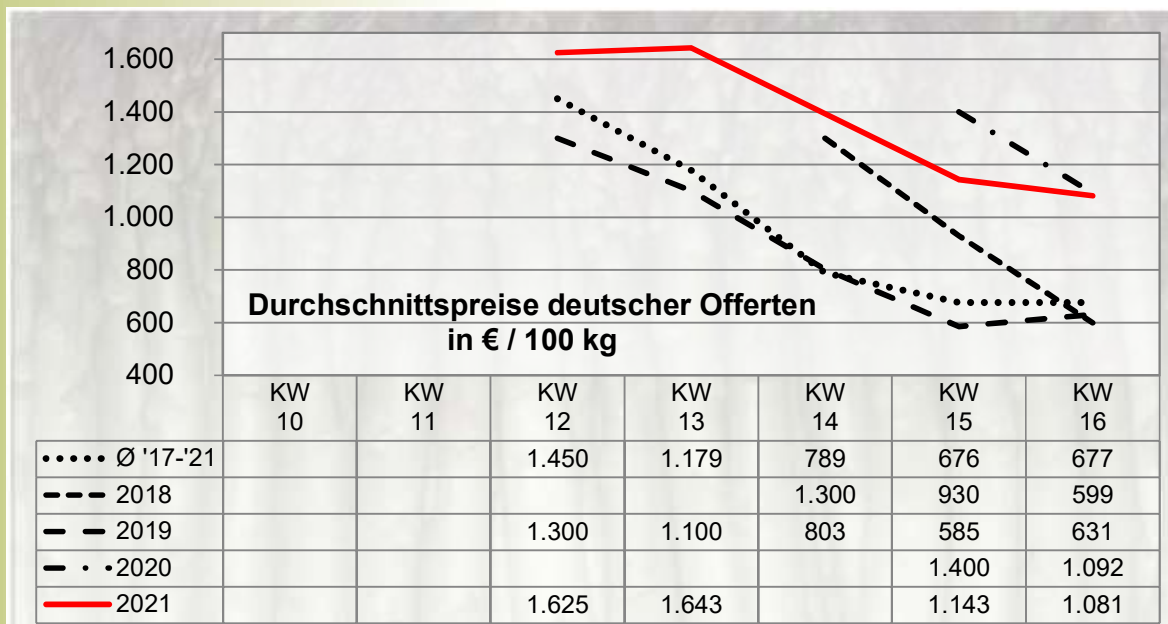 1.600
1.400
1.200
1.000
800
600
400
Durchschnittspreise deutscher Offerten
in € / 100 kg
KW 10 KW 11 KW 12 KW 13 KW 14 KW 15 KW 16
Ø '17-'21 1.450 1.179 789 676 677
2018 1.300 930 599
2019 1.300 1.100 803 585 631
2020 1.400 1.092
2021 1.625 1.643 1.143 1.081